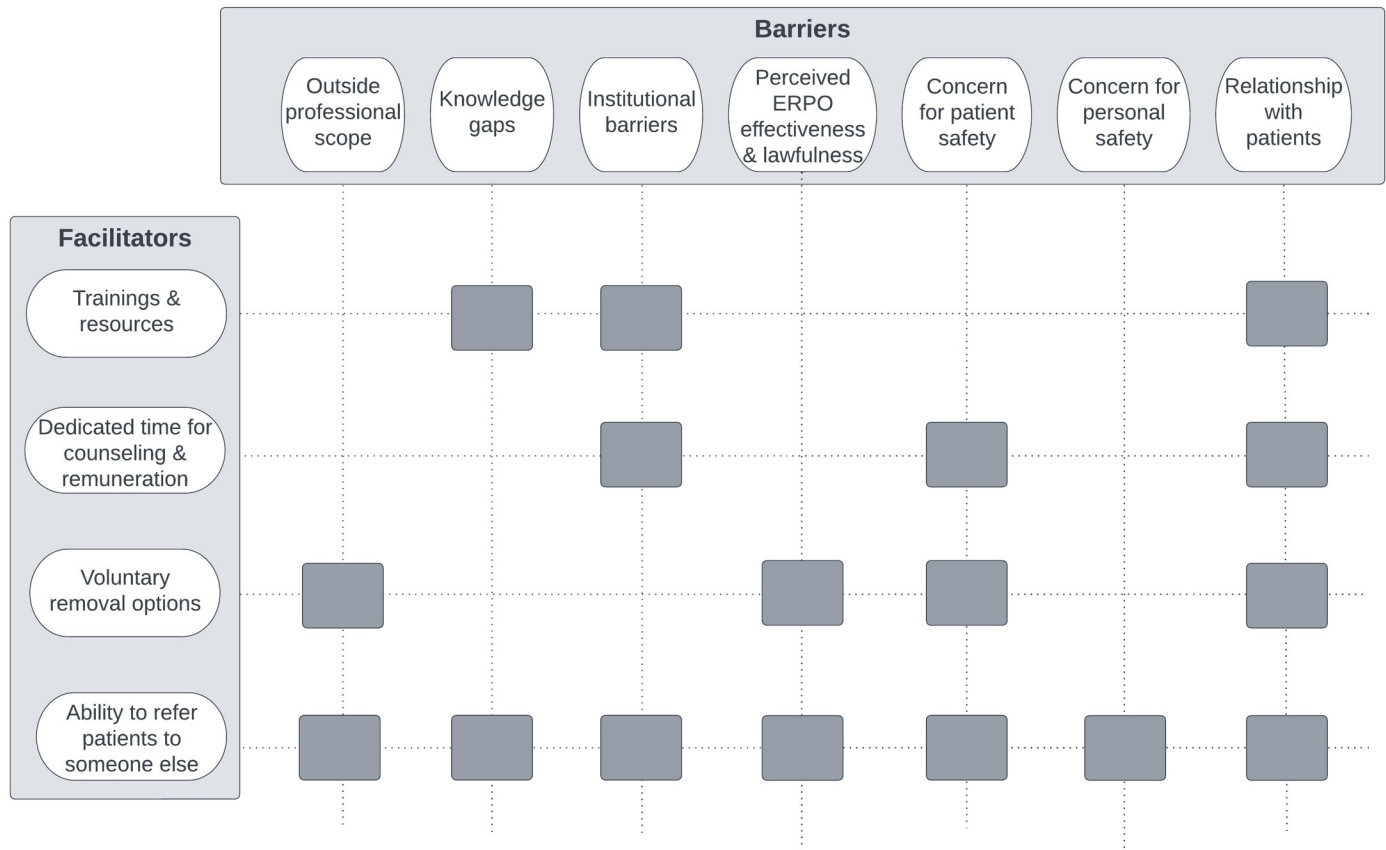 Barriers
Outside
professional
scope
Knowledge
gaps
Institutional
barriers
Perceived
ERPO
effectiveness
& lawfulness
Concern
for patient
safety
Concern for
personal
safety
Relationship
with
patients
Facilitators
Trainings &
resources
Dedicated time for
counseling &
remuneration
Voluntary
removal options
Ability to refer
patients to
someone else